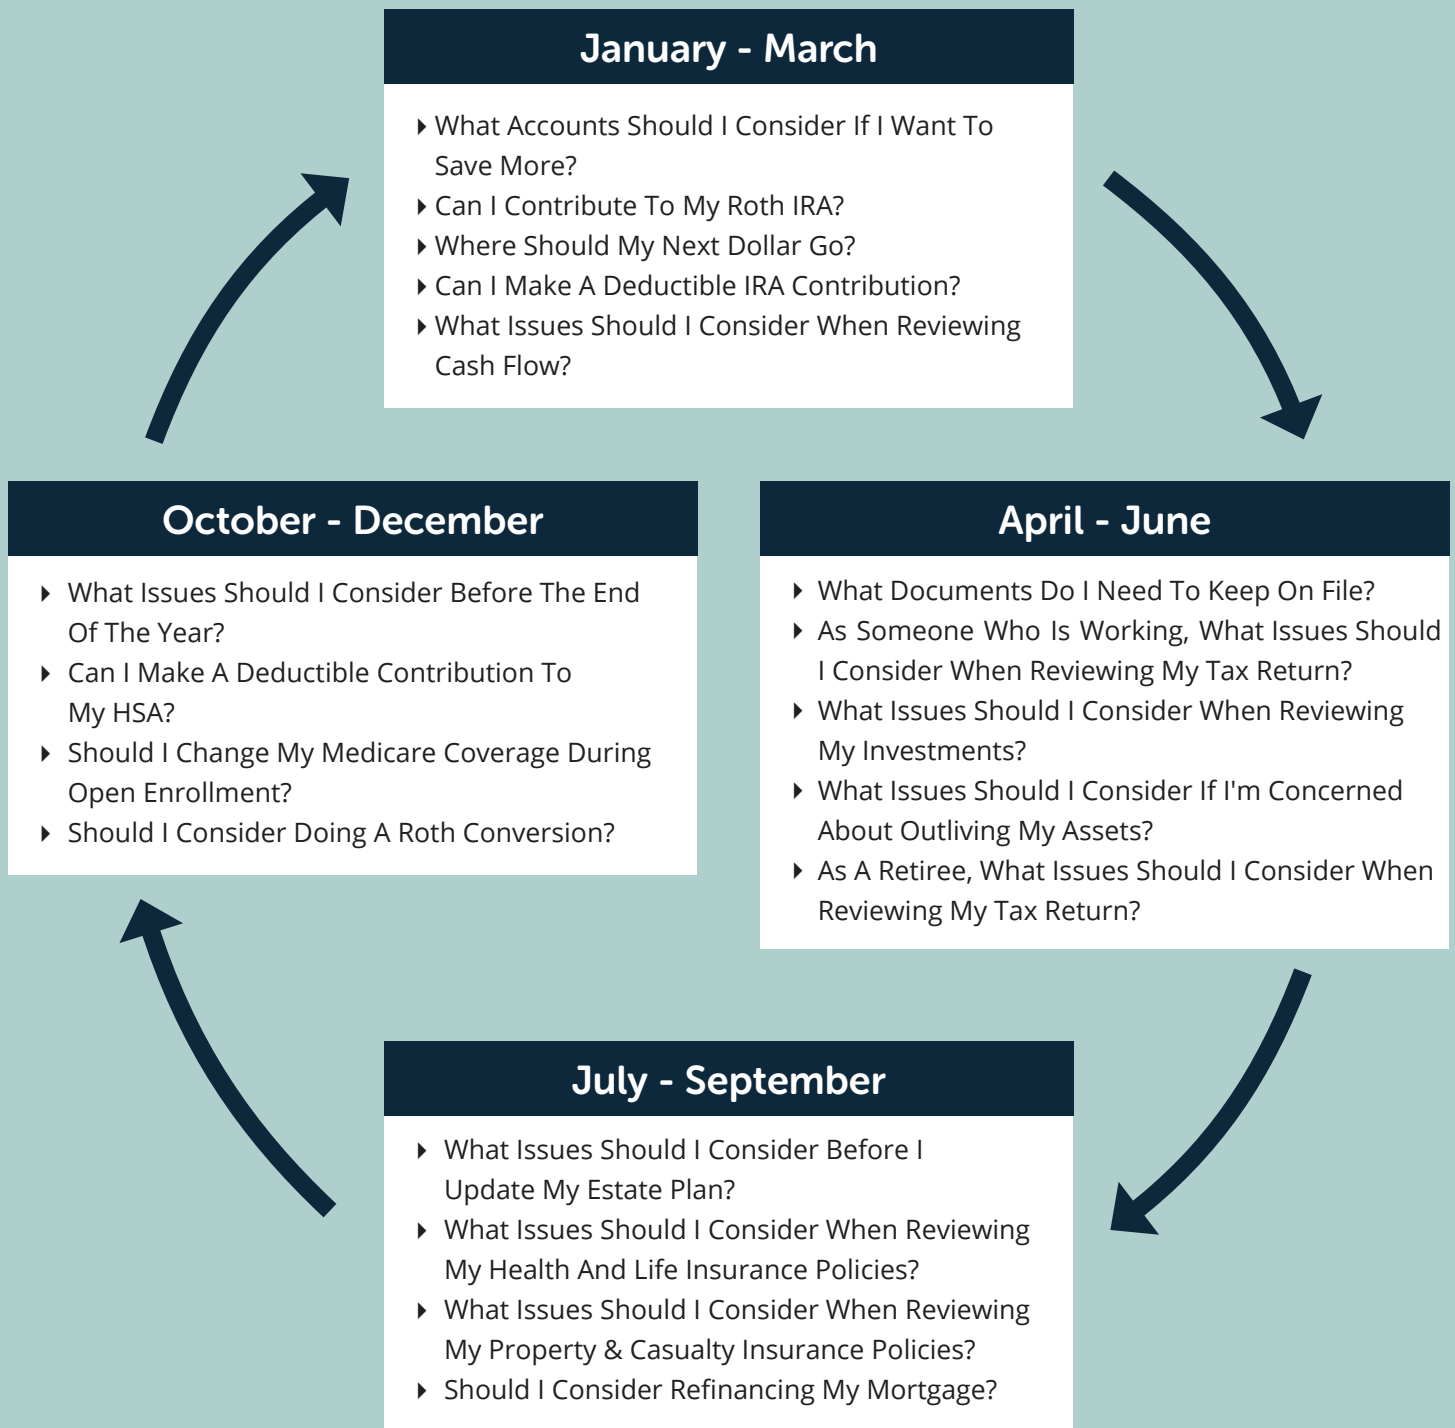 January - March
What Accounts Should I Consider If I Want To
Save More?
Can I Contribute To My Roth IRA?
Where Should My Next Dollar Go?
Can I Make A Deductible IRA Contribution?
What Issues Should I Consider When Reviewing
Cash Flow?
October - December
What Issues Should I Consider Before The End
Of The Year?
Can I Make A Deductible Contribution To
My HSA?
Should I Change My Medicare Coverage During
Open Enrollment?
Should I Consider Doing A Roth Conversion?
April - June
What Documents Do I Need To Keep On File?
As Someone Who Is Working, What Issues Should
I Consider When Reviewing My Tax Return?
What Issues Should I Consider When Reviewing
My Investments?
What Issues Should I Consider If I'm Concerned
About Outliving My Assets?
As A Retiree, What Issues Should I Consider When
Reviewing My Tax Return?
July - September
What Issues Should I Consider Before I
Update My Estate Plan?
What Issues Should I Consider When Reviewing
My Health And Life Insurance Policies?
What Issues Should I Consider When Reviewing
My Property & Casualty Insurance Policies?
Should I Consider Refinancing My Mortgage?